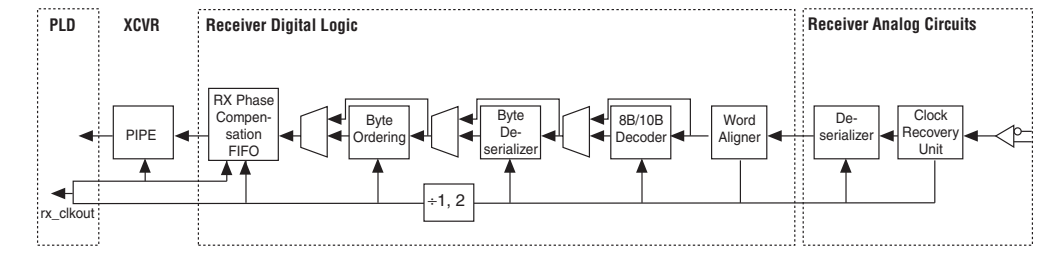 PLD
XCVR
Receiver Digital Logic
Receiver Analog Circuits
PIPE
RX Phase
Compen-
sation
FIFO
Byte
Ordering
Byte
De-
serializer
8B/10B
Decoder
Word
Aligner
De-
serializer
Clock
Recovery
Unit
÷1, 2
rx_clkout